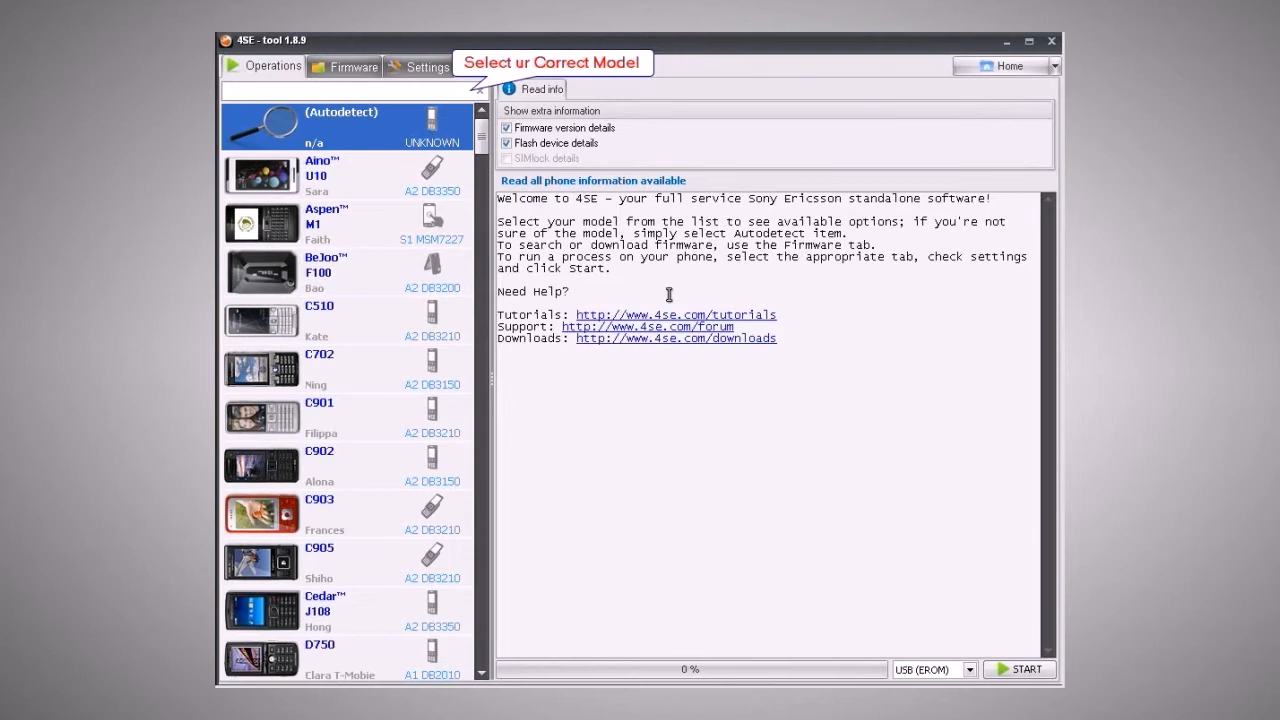 4SE - tool 1.8.9
Operations
Firmware
Settings
Select ur Correct Model
Home
(Autodetect)
n/a
UNKNOWN
Aino™
U10
Sara
A2 DB3350
Aspen™
M1
Faith
S1 MSM7227
BeJoo™
F100
Bao
A2 DB3200
C510
Kate
A2 DB3210
C702
Ning
A2 DB3150
C901
Filippa
A2 DB3210
C902
Alona
A2 DB3150
C903
Frances
A2 DB3210
C905
Shiho
A2 DB3210
Cedar™
J108
Hong
A2 DB3350
D750
Clara T-Mobie
A1 DB2010
Read info
Show extra information
Firmware version details
Flash device details
SIMlock details
Read all phone information available
Welcome to 4SE - your full service Sony Ericsson standalone software!
Select your model from the list to see available options; if you're not
sure of the model, simply select Autodetect item.
To search or download firmware, use the Firmware tab.
To run a process on your phone, select the appropriate tab, check settings
and click Start.
Need Help?
Tutorials: http://www.4se.com/tutorials
Support: http://www.4se.com/forum
Downloads: http://www.4se.com/downloads
0 %
USB (EROM)
START